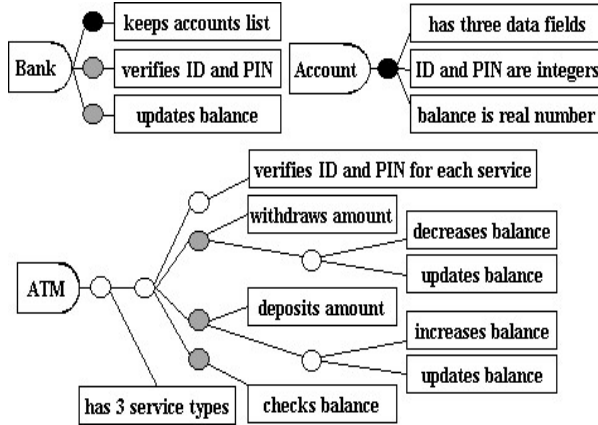 keeps accounts list
Bank
verifies ID and PIN
updates balance
has three data fields
Account
ID and PIN are integers
balance is real number
verifies ID and PIN for each service
withdraws amount
decreases balance
updates balance
ATM
deposits amount
increases balance
updates balance
has 3 service types
checks balance